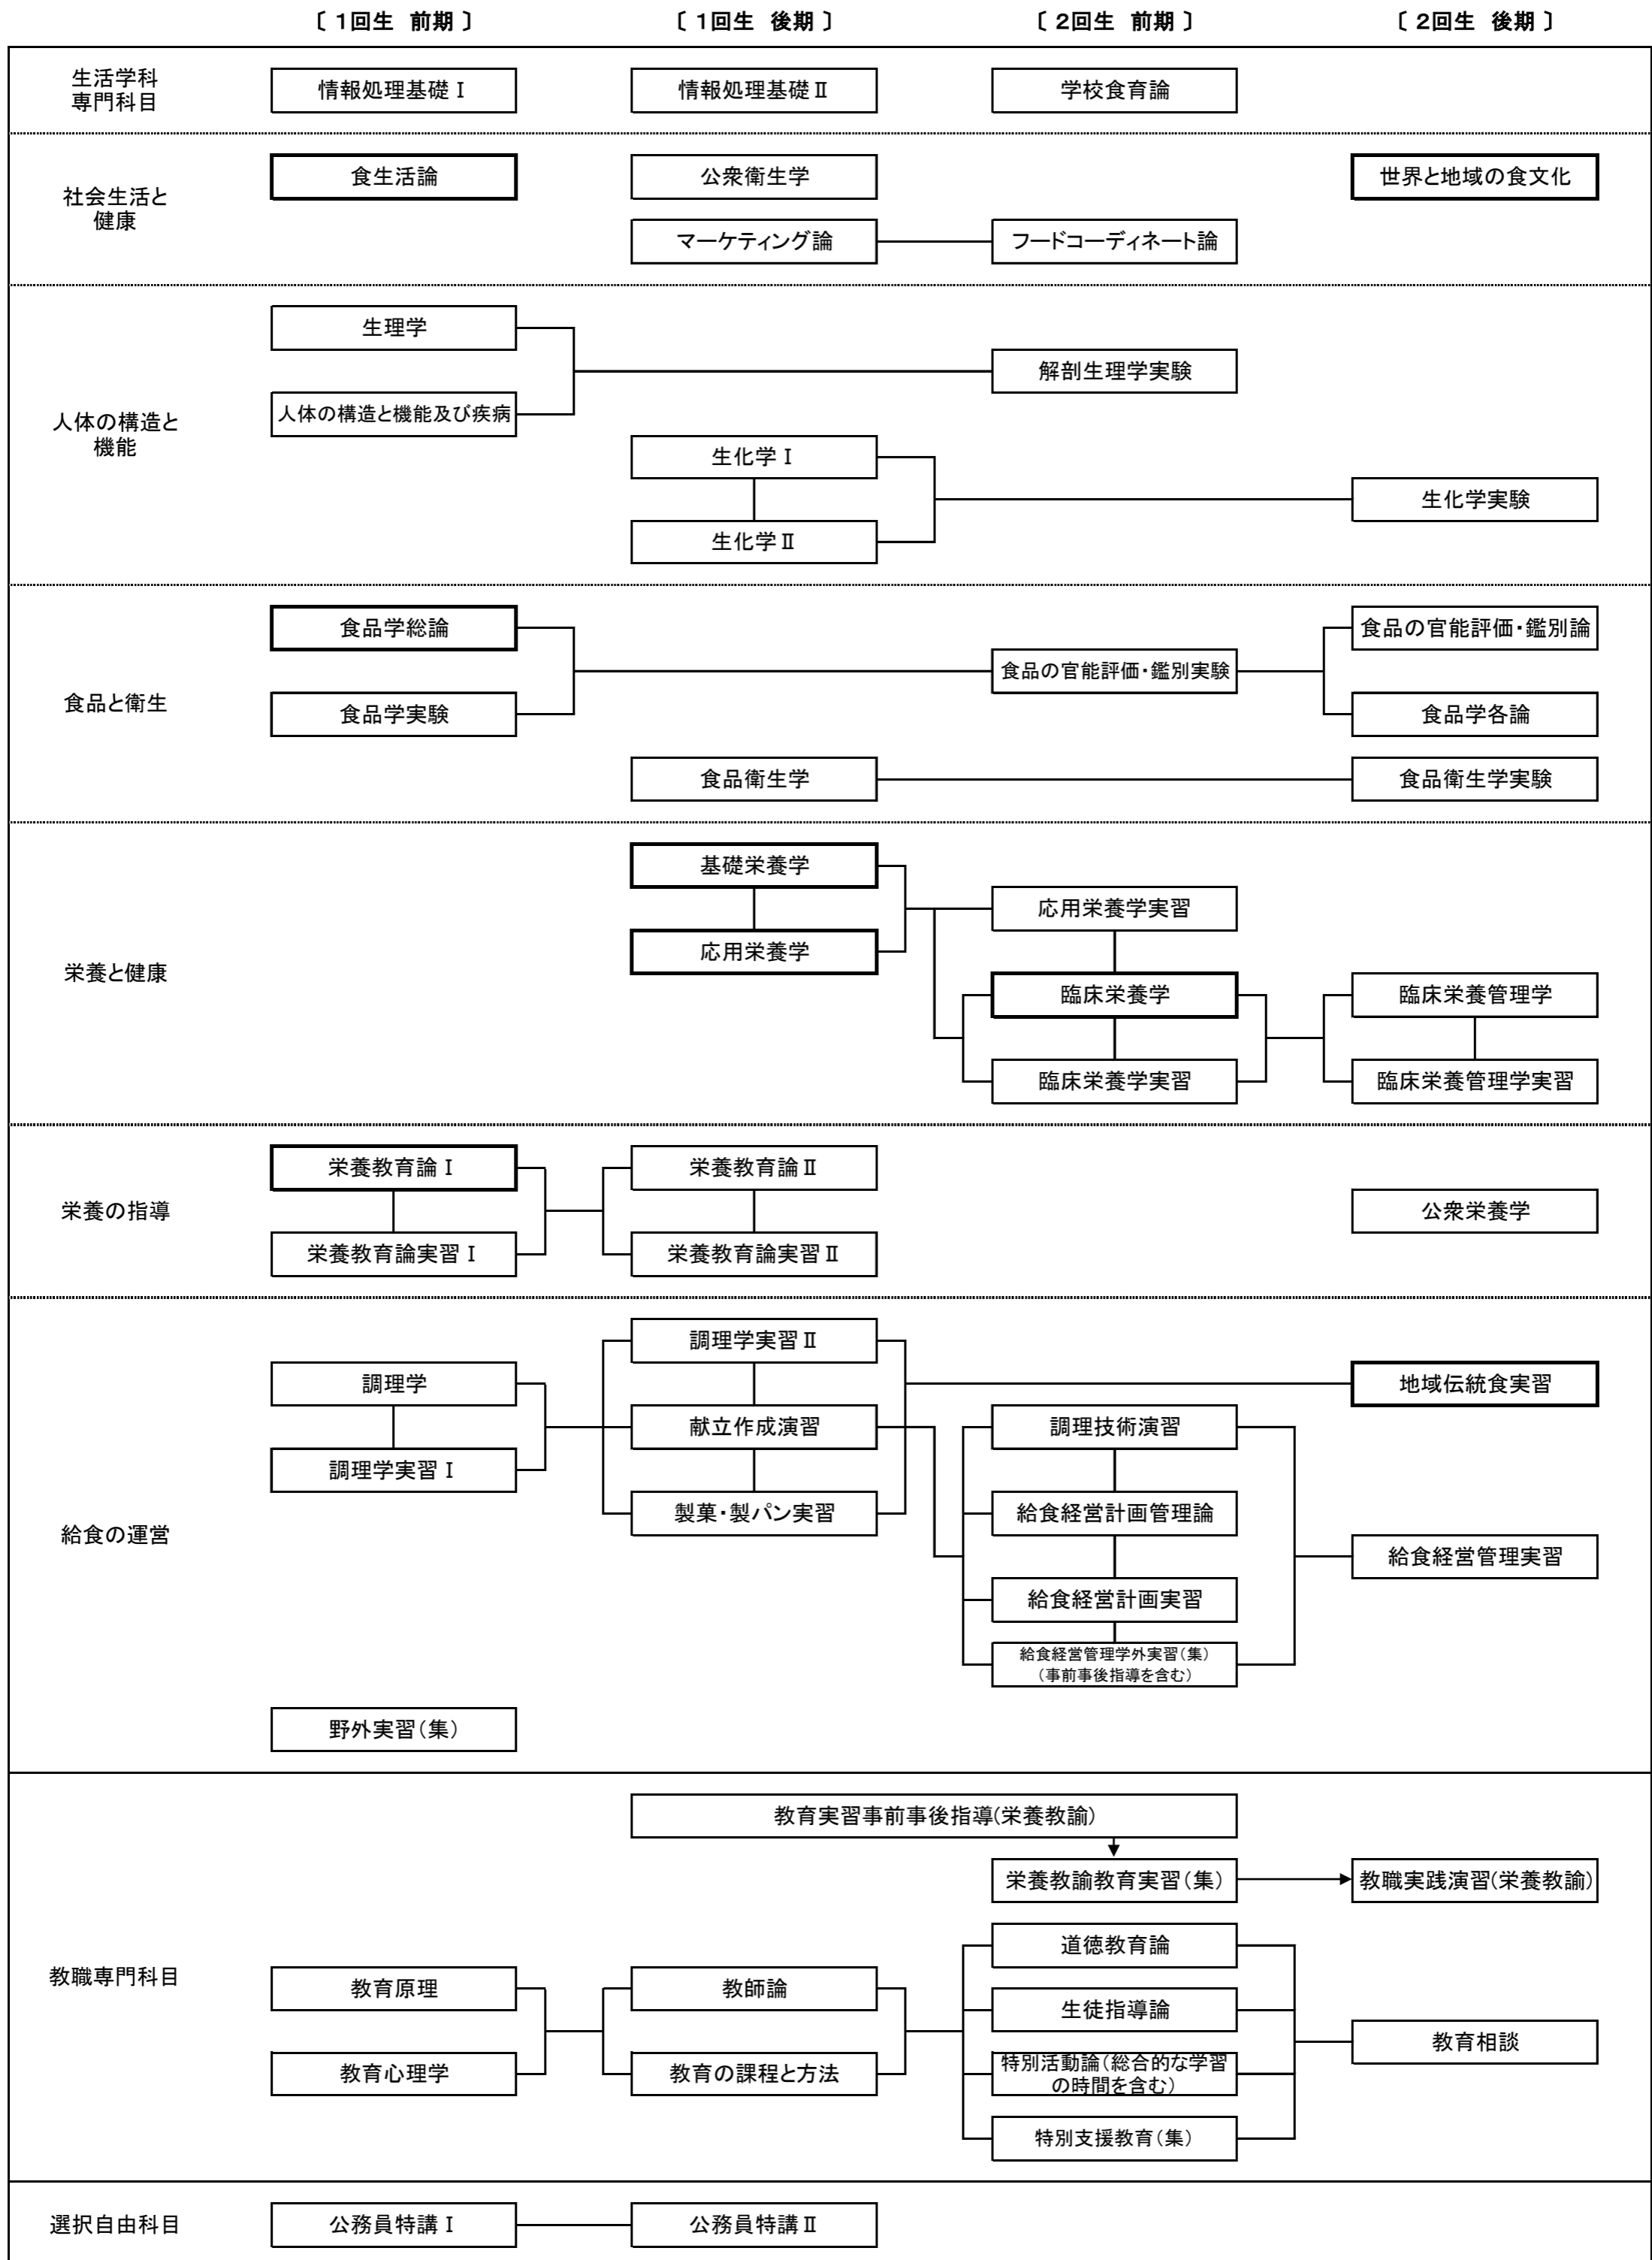 〔 1回生 前期 〕
〔 1回生 後期 〕
〔 2回生 前期 〕
〔 2回生 後期 〕
生活学科
専門科目
情報処理基礎Ⅰ
情報処理基礎Ⅱ
学校食育論
社会生活と
健康
食生活論
公衆衛生学
世界と地域の食文化
マーケティング論
フードコーディネート論
人体の構造と
機能
生理学
解剖生理学実験
人体の構造と機能及び疾病
生化学Ⅰ
生化学実験
生化学Ⅱ
食品と衛生
食品学総論
食品の官能評価・鑑別論
食品の官能評価・鑑別実験
食品学実験
食品学各論
食品衛生学
食品衛生学実験
栄養と健康
基礎栄養学
応用栄養学実習
応用栄養学
臨床栄養学
臨床栄養管理学
臨床栄養学実習
臨床栄養管理学実習
栄養の指導
栄養教育論Ⅰ
栄養教育論Ⅱ
公衆栄養学
栄養教育論実習Ⅰ
栄養教育論実習Ⅱ
給食の運営
調理学実習Ⅱ
調理学
地域伝統食実習
献立作成演習
調理技術演習
調理学実習Ⅰ
製菓・製パン実習
給食経営計画管理論
給食経営管理実習
給食経営計画実習
給食経営管理学外実習(集)
(事前事後指導を含む)
野外実習(集)
教職専門科目
教育実習事前事後指導(栄養教諭)
栄養教諭教育実習(集)
教職実践演習(栄養教諭)
道徳教育論
教育原理
教師論
生徒指導論
教育相談
教育心理学
教育の課程と方法
特別活動論(総合的な学習
の時間を含む)
特別支援教育(集)
選択自由科目
公務員特講Ⅰ
公務員特講Ⅱ